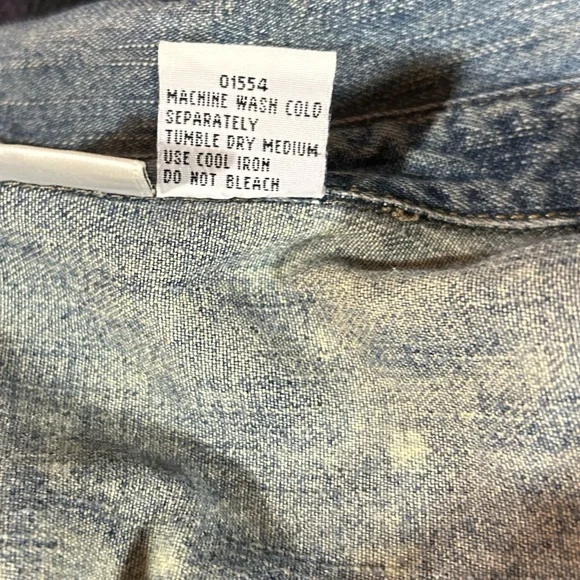 01554
MACHINE WASH COLD
SEPARATELY
TUMBLE DRY MEDIUM
USE COOL IRON
DO NOT BLEACH